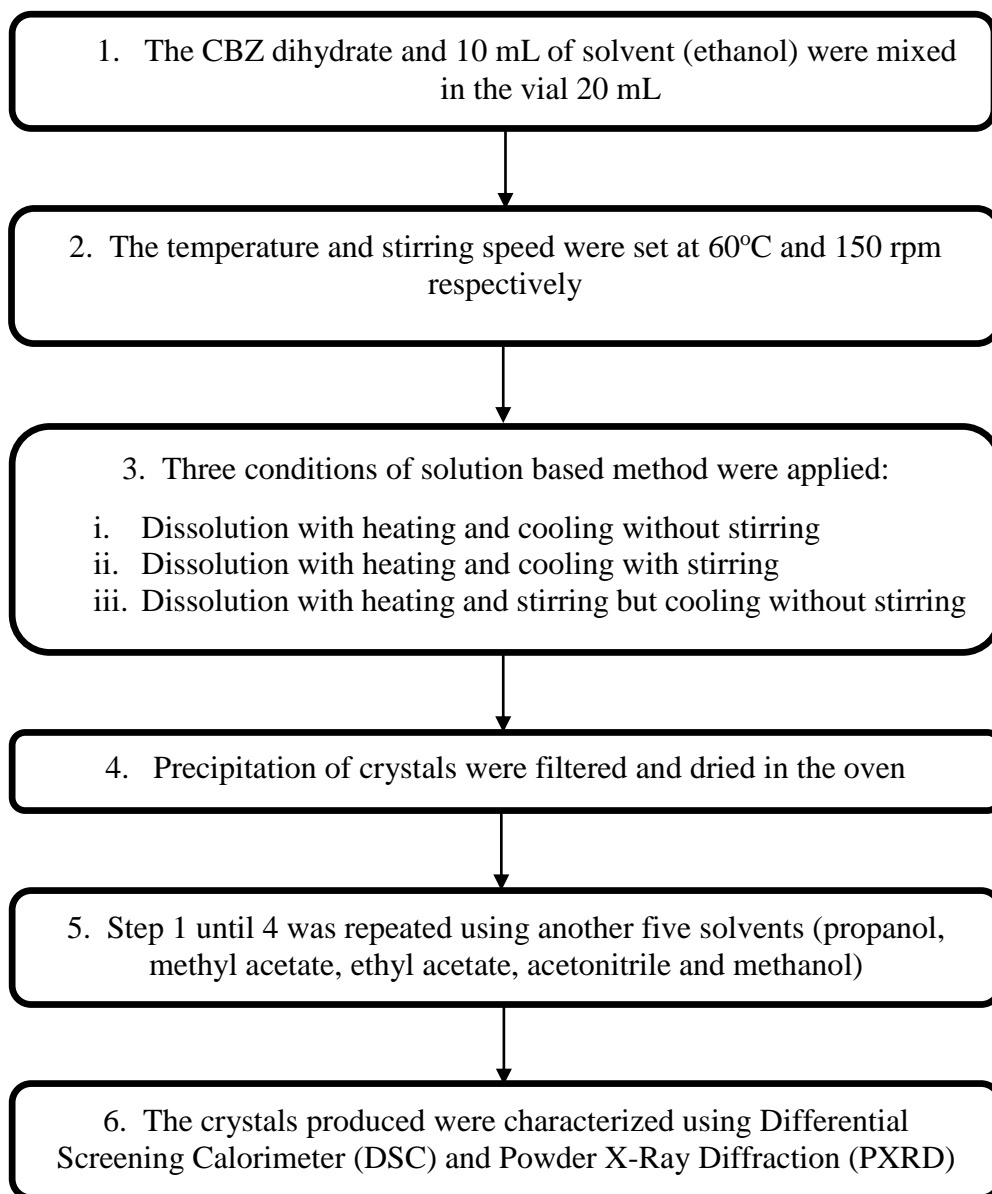 1. The CBZ dihydrate and 10 mL of solvent (ethanol) were mixed
in the vial 20 mL
2. The temperature and stirring speed were set at 60ºC and 150 rpm
respectively
3. Three conditions of solution based method were applied:
i. Dissolution with heating and cooling without stirring
ii. Dissolution with heating and cooling with stirring
iii. Dissolution with heating and stirring but cooling without stirring
4. Precipitation of crystals were filtered and dried in the oven
5. Step 1 until 4 was repeated using another five solvents (propanol,
methyl acetate, ethyl acetate, acetonitrile and methanol)
6. The crystals produced were characterized using Differential
Screening Calorimeter (DSC) and Powder X-Ray Diffraction (PXRD)